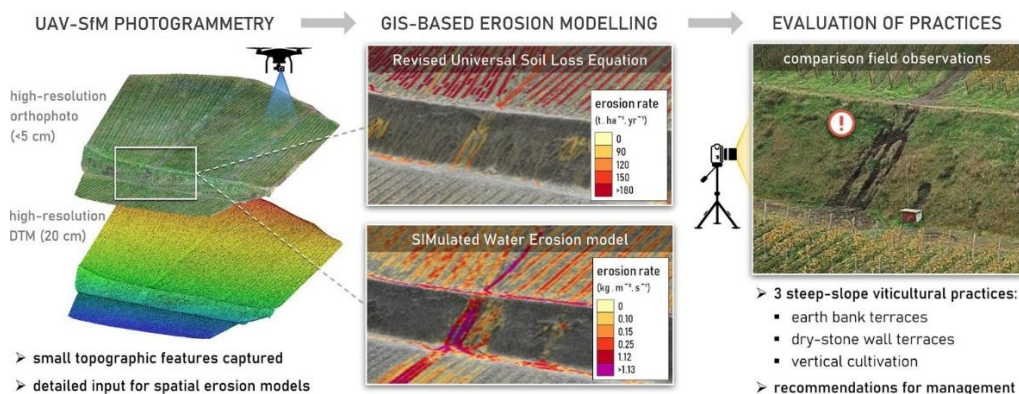 UAV-SfM PHOTOGRAMMETRY
GIS-BASED EROSION MODELLING
EVALUATION OF PRACTICES
high-resolution
orthophoto
(<5 cm)
high-resolution
DTM (20 cm)
➤ small topographic features captured
➤ detailed input for spatial erosion models
Revised Universal Soil Loss Equation
erosion rate
(t. ha⁻¹. yr⁻¹)
0
90
120
150
>180
SIMulated Water Erosion model
erosion rate
(kg. m⁻². s⁻¹)
0
0.10
0.15
0.25
1.12
>1.13
comparison field observations
!
➤ 3 steep-slope viticultural practices:
▪ earth bank terraces
▪ dry-stone wall terraces
▪ vertical cultivation
➤ recommendations for management